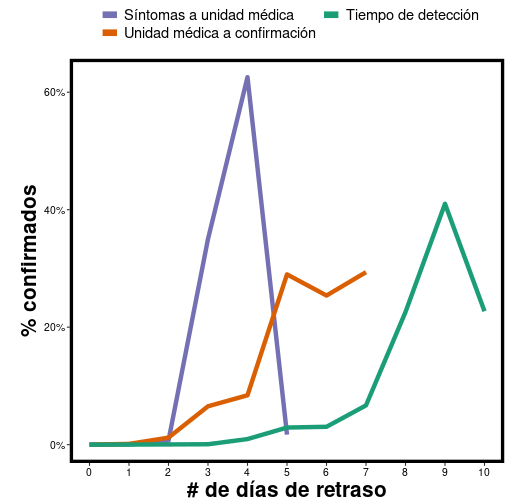 Síntomas a unidad médica
Tiempo de detección
Unidad médica a confirmación
60%
40%
20%
0%
% confirmados
0 1 2 3 4 5 6 7 8 9 10
# de días de retraso